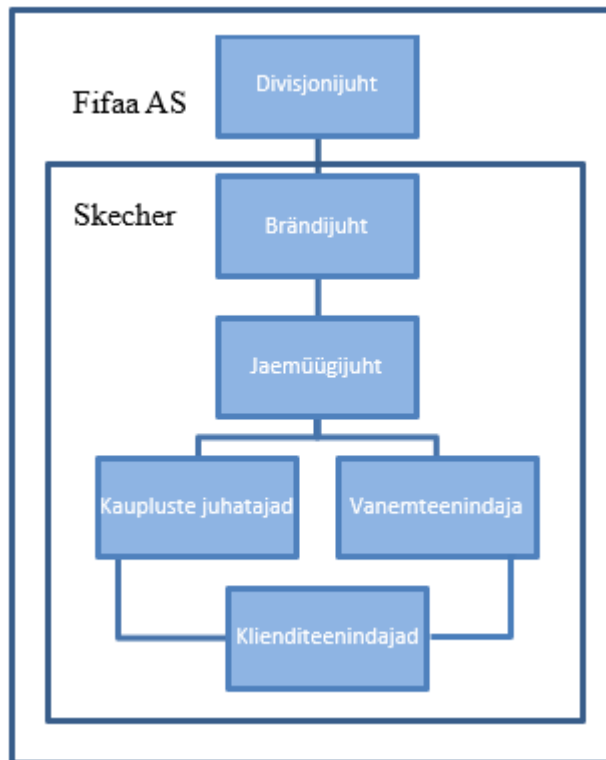 Divisjonijuht
Fifaa AS
Skecher
Brändijuht
Jaemüügijuht
Kaupluste juhatajad
Vanemteenindaja
Klienditeenindajad